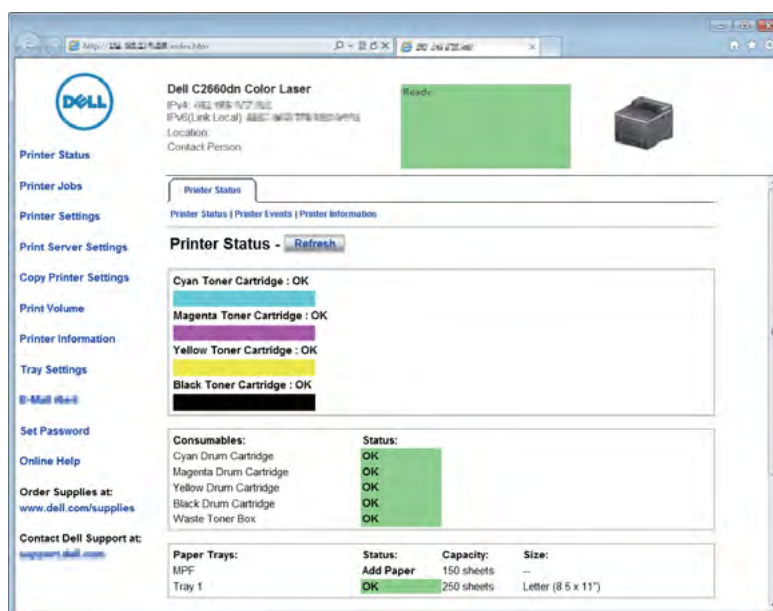 DELL
Dell C2660dn Color Laser
IPv4:
IPv6(Link Local)
Location
Contact Person
Ready
Printer Status
Printer Jobs
Printer Settings
Print Server Settings
Copy Printer Settings
Print Volume
Printer Information
Tray Settings
E-Mail Alert
Set Password
Online Help
Order Supplies at:
www.dell.com/supplies
Contact Dell Support at:
support.dell.com
Printer Status
Printer Status | Printer Events | Printer Information
Printer Status - Refresh
Cyan Toner Cartridge : OK
Magenta Toner Cartridge : OK
Yellow Toner Cartridge : OK
Black Toner Cartridge : OK
Consumables: Status:
Cyan Drum Cartridge OK
Magenta Drum Cartridge OK
Yellow Drum Cartridge OK
Black Drum Cartridge OK
Waste Toner Box OK
Paper Trays: Status: Capacity: Size:
MPF Add Paper 150 sheets --
Tray 1 OK 250 sheets Letter (8.5 x 11")